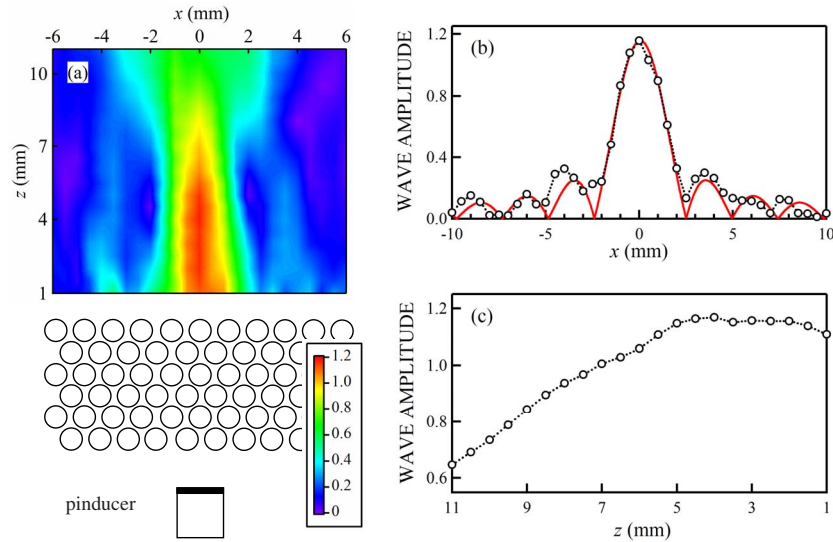 x (mm)
-6 -4 -2 0 2 4 6
(a)
10
7
4
1
z (mm)
1.2
1.0
0.8
0.6
0.4
0.2
0
pinducer
(b)
WAVE AMPLITUDE
1.2
0.8
0.4
0.0
-10 -5 0 5 10
x (mm)
(c)
WAVE AMPLITUDE
1.2
1.0
0.8
0.6
11 9 7 5 3 1
z (mm)